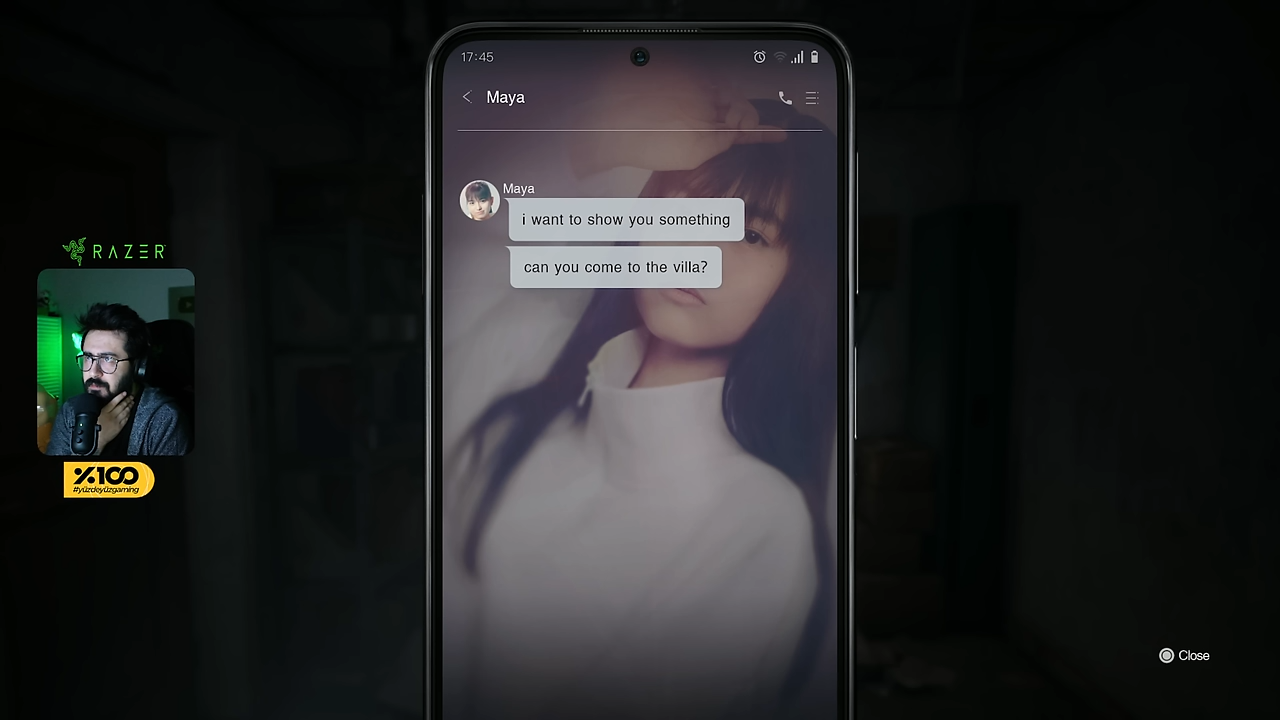 17:45
Maya
Maya
i want to show you something
can you come to the villa?
RAZER
%100
#yüzdeyüzgaming
Close